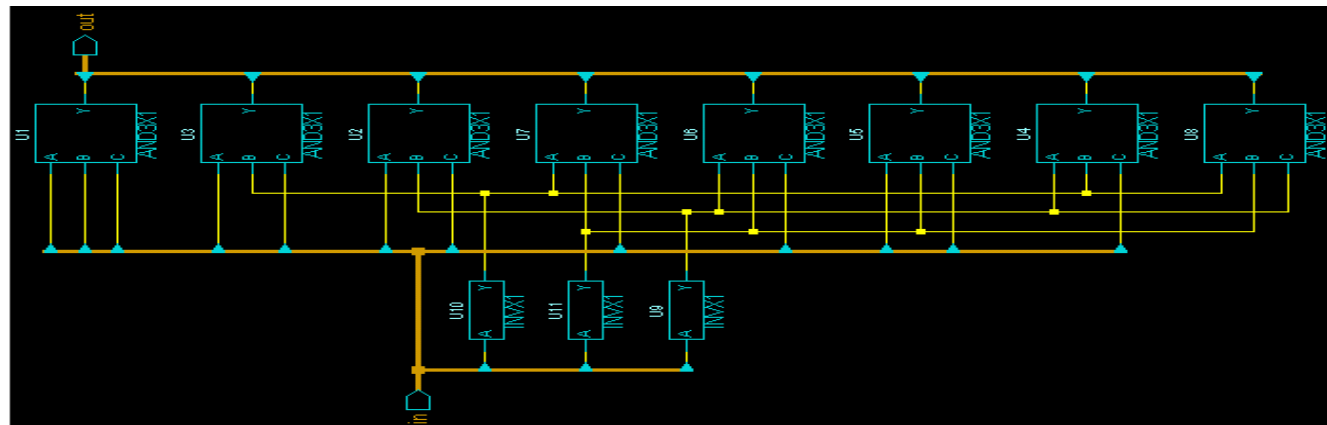 out
Y Y Y Y Y Y Y Y
U1 AND3X1 U3 AND3X1 U2 AND3X1 U7 AND3X1 U6 AND3X1 U5 AND3X1 U4 AND3X1 U8 AND3X1
A B C A B C A B C A B C A B C A B C A B C A B C
Y Y Y
U10 INVX1 U11 INVX1 U9 INVX1
A A A
in